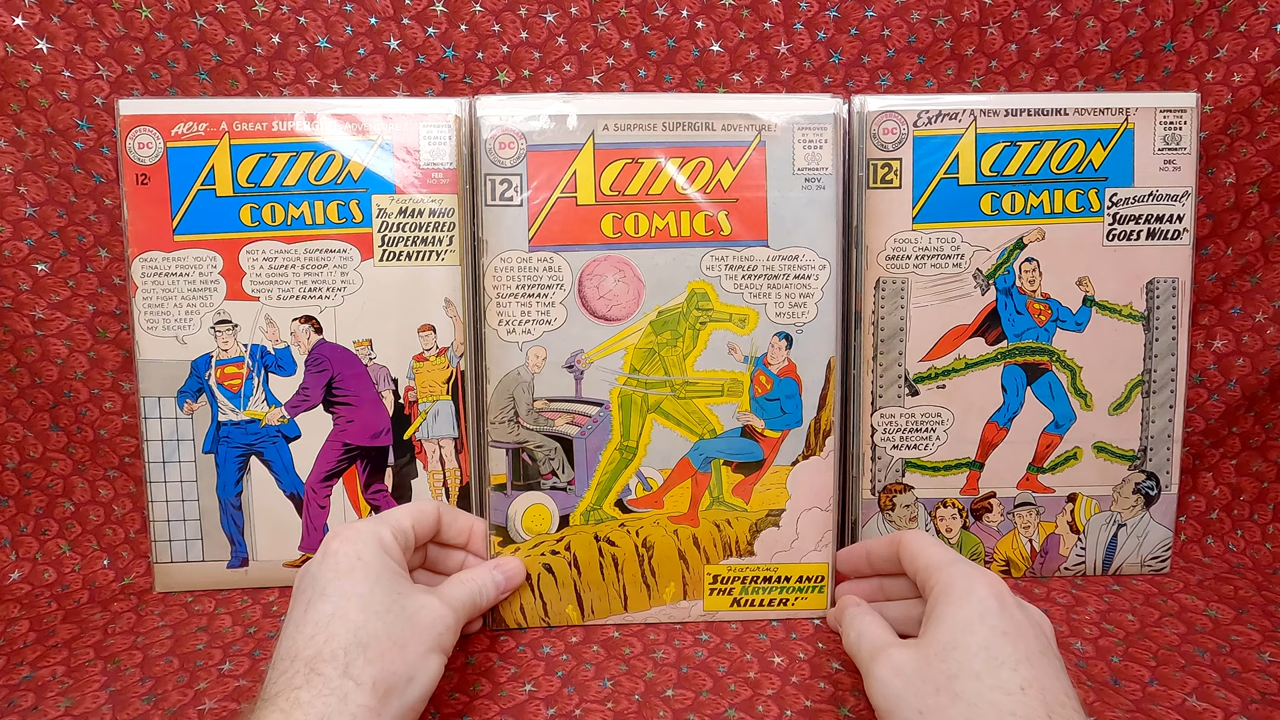 Also... A GREAT SUPERGIRL ADVENTURE
SUPERMAN
DC
NATIONAL COMICS
12¢
APPROVED
BY THE
COMICS
CODE
AUTHORITY
FEB.
NO. 297
ACTION
COMICS
Featuring
"THE MAN WHO
DISCOVERED
SUPERMAN'S
IDENTITY!"
OKAY, PERRY! YOU'VE
FINALLY PROVED I'M
SUPERMAN! BUT
IF YOU LET THE NEWS
OUT, YOU'LL HAMPER
MY FIGHT AGAINST
CRIME! AS AN OLD
FRIEND, I BEG
YOU TO KEEP
MY SECRET!
NOT A CHANCE, SUPERMAN!
I'M NOT YOUR FRIEND! THIS
IS A SUPER-SCOOP, AND
I'M GOING TO PRINT IT! BY
TOMORROW THE WORLD WILL
KNOW THAT CLARK KENT
IS SUPERMAN!
A SURPRISE SUPERGIRL ADVENTURE!
DC
12¢
APPROVED
BY THE
COMICS
CODE
AUTHORITY
NOV.
NO. 294
ACTION
COMICS
NO ONE HAS
EVER BEEN ABLE
TO DESTROY YOU
WITH KRYPTONITE,
SUPERMAN!
BUT THIS TIME
WILL BE THE
EXCEPTION!
HA, HA!
THAT FIEND... LUTHOR!...
HE'S TRIPLED THE STRENGTH OF
THE KRYPTONITE MAN'S
DEADLY RADIATIONS...
THERE IS NO WAY
TO SAVE
MYSELF!
Featuring
"SUPERMAN AND
THE KRYPTONITE
KILLER!"
Extra! A NEW SUPERGIRL ADVENTURE!
DC
12¢
APPROVED
BY THE
COMICS
CODE
AUTHORITY
DEC.
NO. 295
ACTION
COMICS
Sensational!
"SUPERMAN
GOES WILD!"
FOOLS! I TOLD
YOU CHAINS OF
GREEN KRYPTONITE
COULD NOT HOLD ME!
RUN FOR YOUR
LIVES, EVERYONE!
SUPERMAN
HAS BECOME A
MENACE!